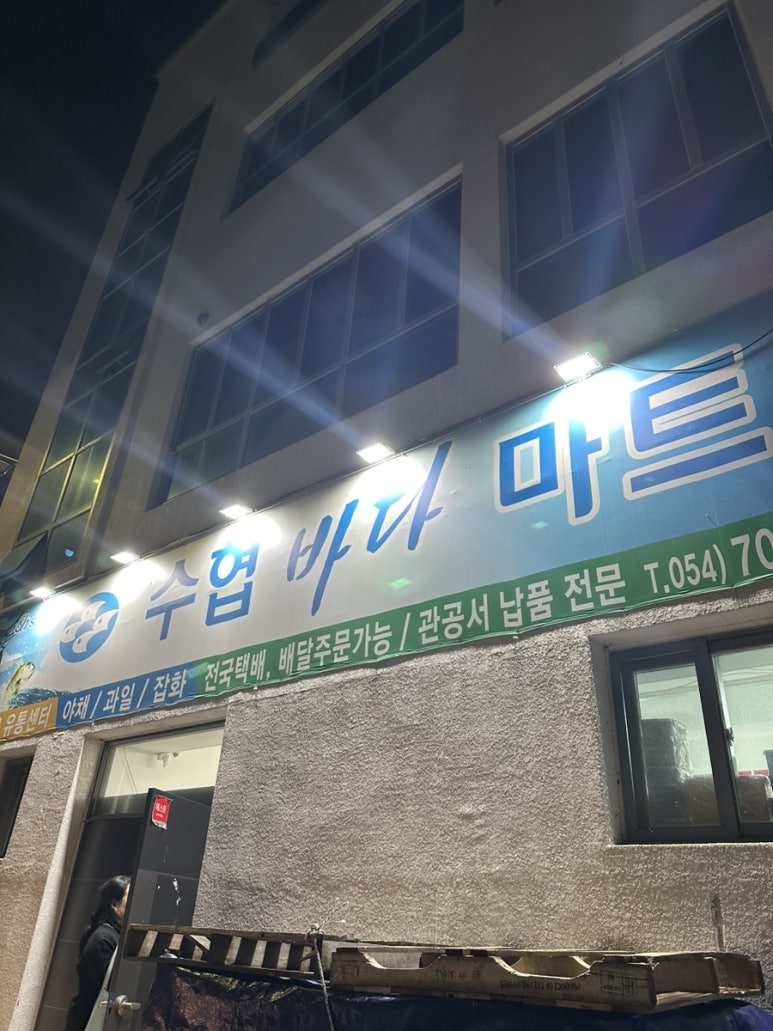 수협 바다 마트
유통센터 야채 / 과일 / 잡화 전국택배, 배달주문가능 / 관공서 납품 전문 T.054) 70